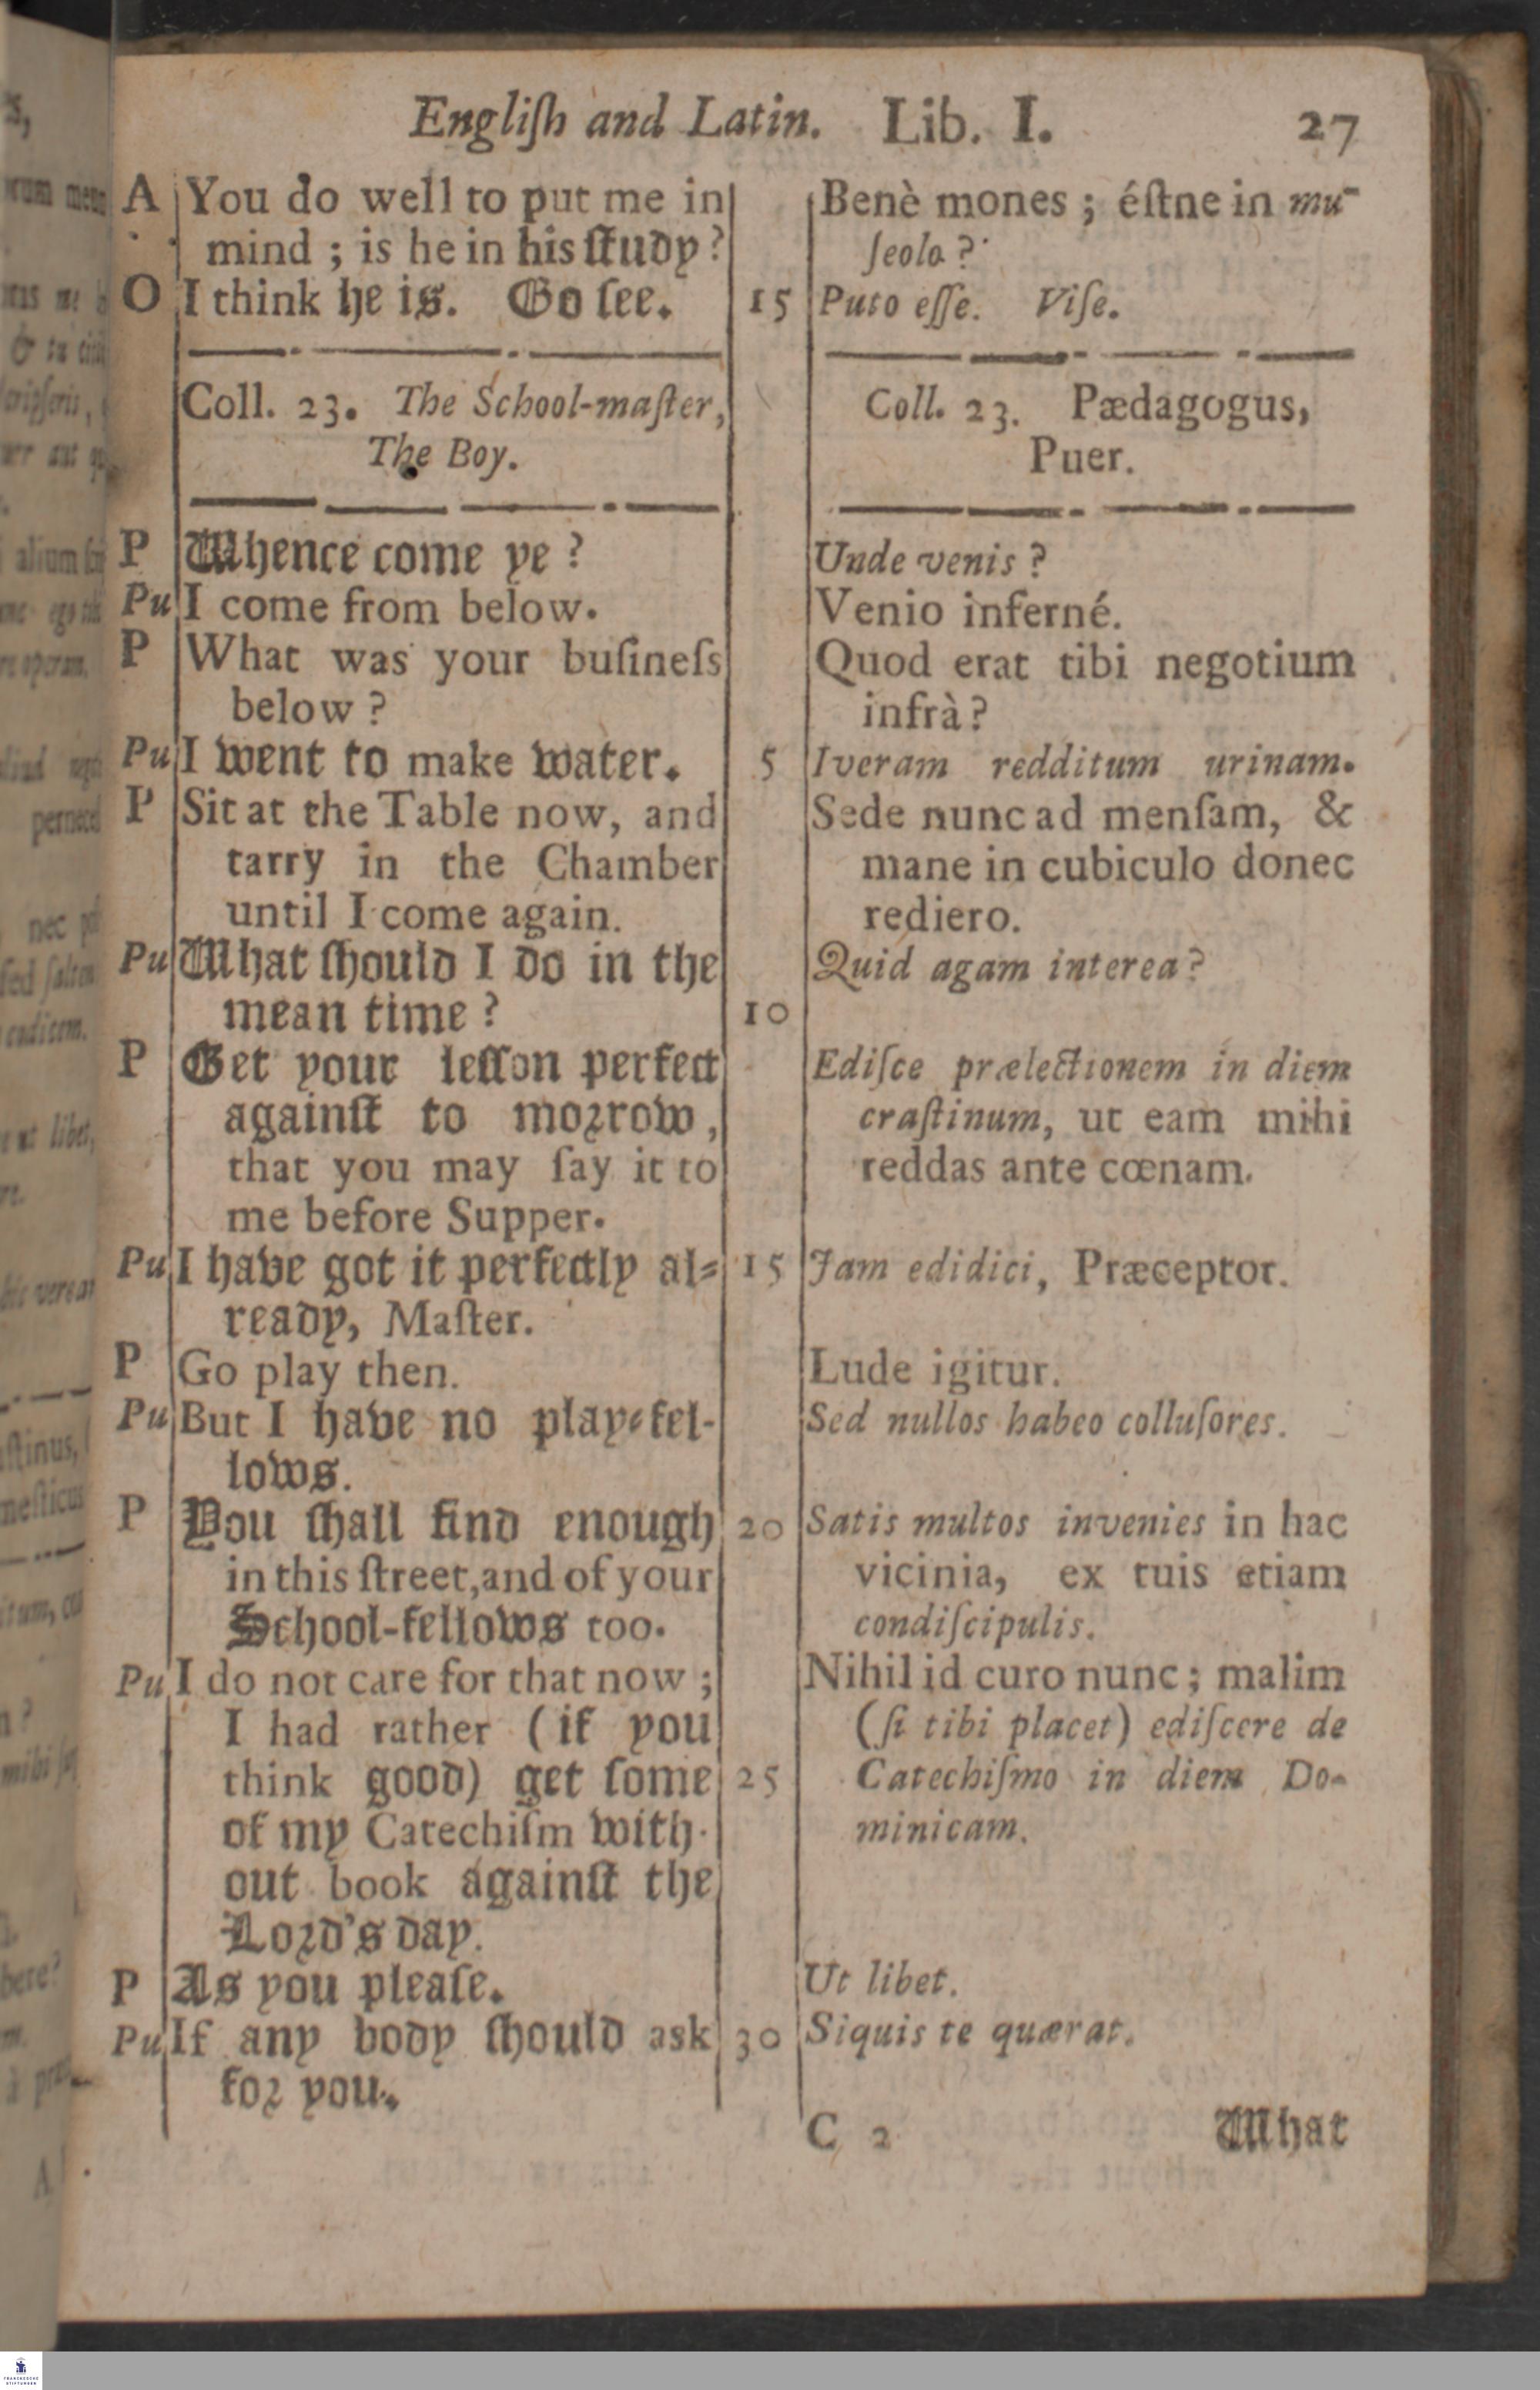 Engliſh and Latin. Lib. I. 27
A You do well to put me in
mind ; is he in his ſtudy?
O I think he is. Go ſee.
Coll. 23. The School-maſter,
The Boy.
P Whence come ye ?
Pu I come from below.
P What was your buſineſs
below ?
Pu I went to make water.
P Sit at the Table now, and
tarry in the Chamber
until I come again.
Pu What ſhould I do in the
mean time ?
P Get your leſſon perfect
againſt to morrow,
that you may ſay it to
me before Supper.
Pu I have got it perfectly al-
ready, Maſter.
P Go play then.
Pu But I have no play-fel-
lows.
P You ſhall find enough
in this ſtreet,and of your
School-fellows too.
Pu I do not care for that now ;
I had rather (if you
think good) get ſome
of my Catechiſm with-
out book againſt the
Lord's day.
P As you pleaſe.
Pu If any body ſhould ask
for you.
15
5
10
15
20
25
30
Benè mones ; éſtne in mu-
ſeolo ?
Puto eſſe. Viſe.
Coll. 23. Pædagogus,
Puer.
Unde venis ?
Venio inferné.
Quod erat tibi negotium
infrà?
Iveram redditum urinam.
Sede nunc ad menſam, &
mane in cubiculo donec
rediero.
Quid agam interea?
Ediſce prælectionem in diem
craſtinum, ut eam mihi
reddas ante cœnam.
Jam edidici, Præceptor.
Lude igitur.
Sed nullos habeo colluſores.
Satis multos invenies in hac
vicinia, ex tuis etiam
condiſcipulis.
Nihil id curo nunc ; malim
(ſi tibi placet) ediſcere de
Catechiſmo in diem Do-
minicam.
Ut libet.
Siquis te quærat.
C 2 What
FRANCKESCHE
STIFTUNGEN